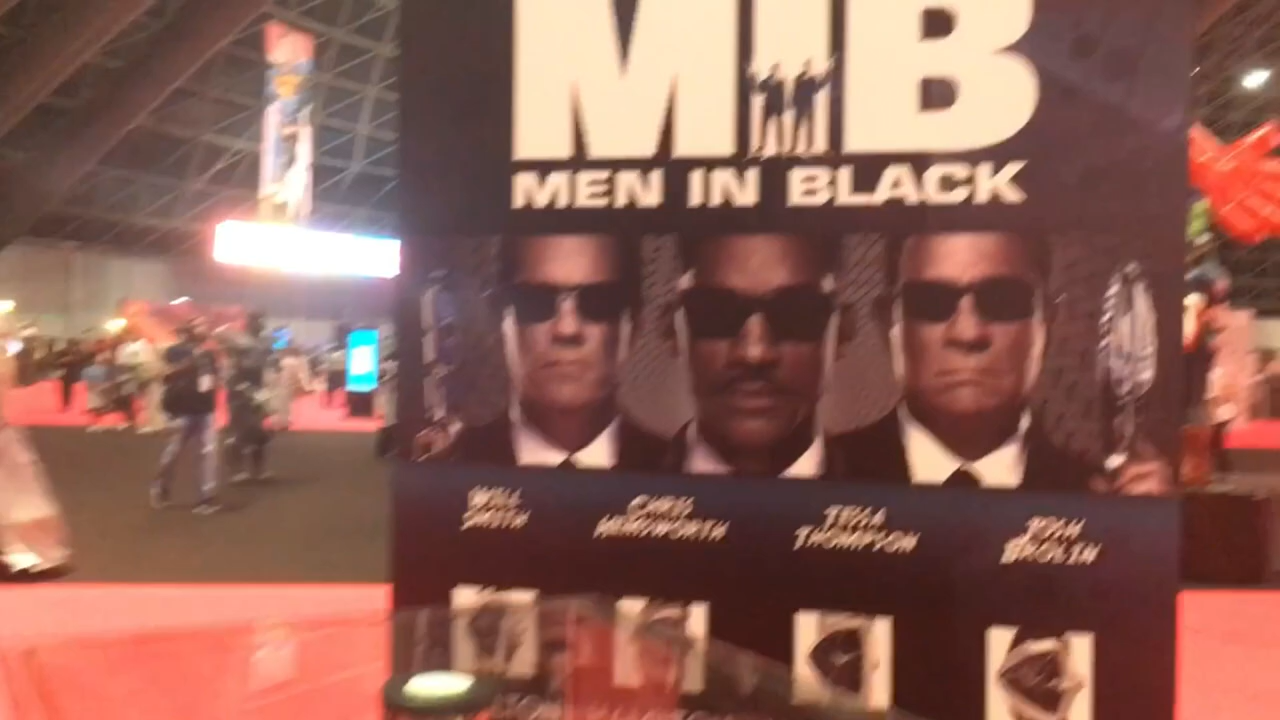 MIB
MEN IN BLACK
WILL CHRIS TESSA JOSH
SMITH HEMSWORTH THOMPSON BROLIN